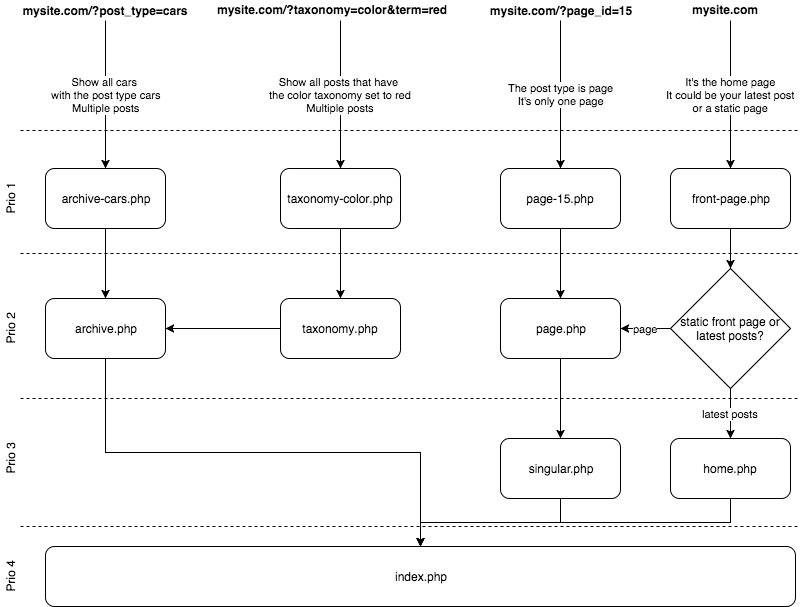 mysite.com/?post_type=cars
mysite.com/?taxonomy=color&term=red
mysite.com/?page_id=15
mysite.com
Show all cars
with the post type cars
Multiple posts
Show all posts that have
the color taxonomy set to red
Multiple posts
The post type is page
It's only one page
It's the home page
It could be your latest post
or a static page
Prio 1
archive-cars.php
taxonomy-color.php
page-15.php
front-page.php
Prio 2
archive.php
taxonomy.php
page.php
page
static front page or
latest posts?
latest posts
Prio 3
singular.php
home.php
Prio 4
index.php